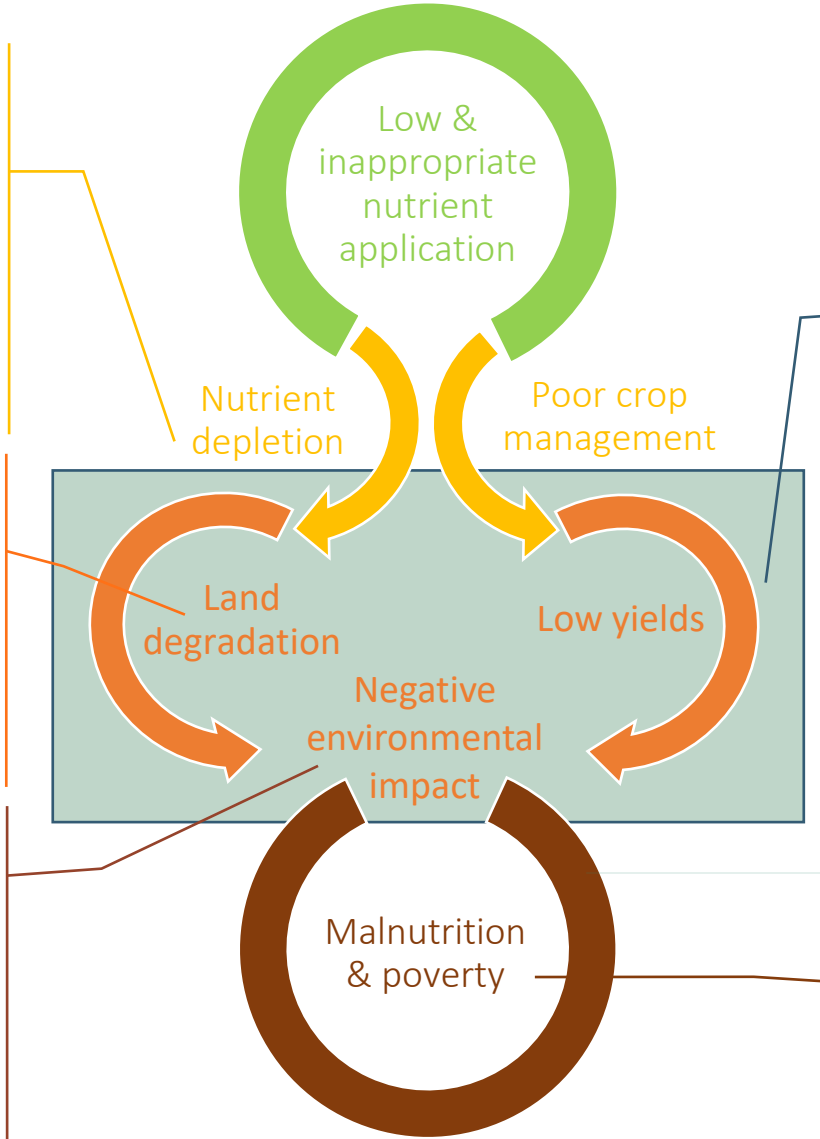 Low &
inappropriate
nutrient
application
Nutrient
depletion
Poor crop
management
Land
degradation
Low yields
Negative
environmental
impact
Malnutrition
& poverty